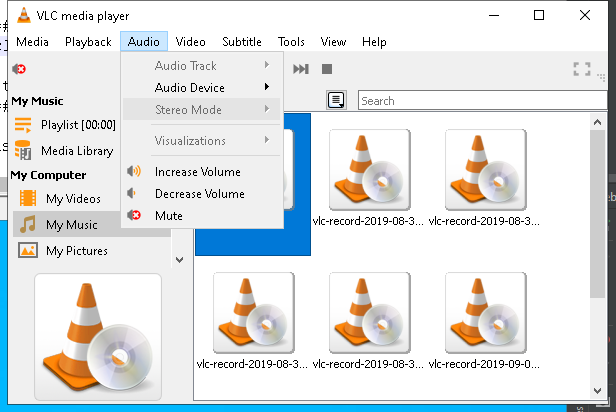 VLC media player
Media Playback Audio Video Subtitle Tools View Help
Audio Track
Audio Device
Stereo Mode
Visualizations
Increase Volume
Decrease Volume
Mute
My Music
Playlist [00:00]
Media Library
My Computer
My Videos
My Music
My Pictures
Search
vlc-record-2019-08-3... vlc-record-2019-08-3...
vlc-record-2019-08-3... vlc-record-2019-08-3... vlc-record-2019-09-0...